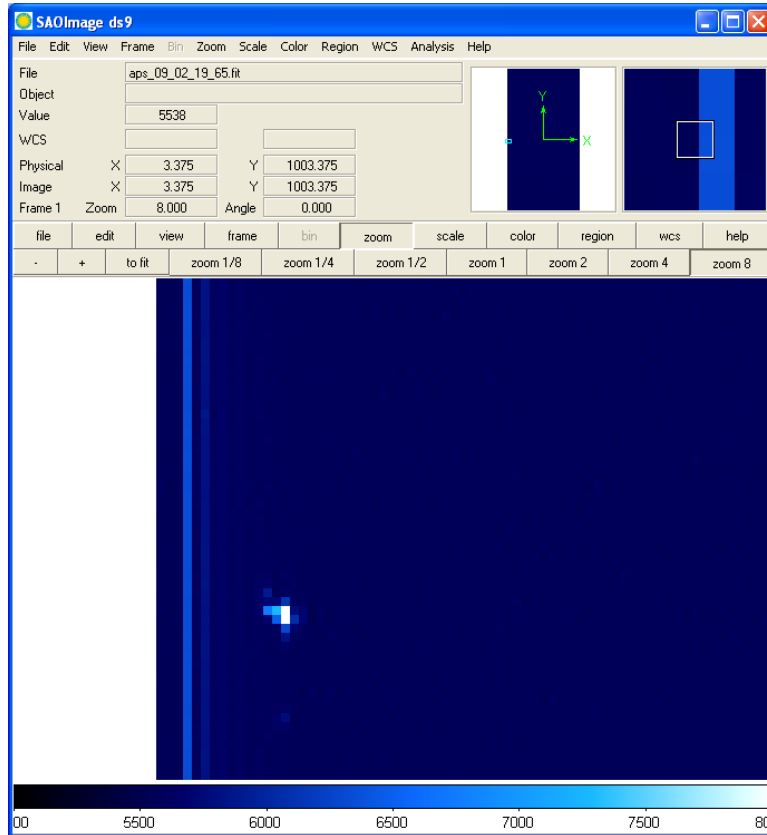 SAOImage ds9
File Edit View Frame Bin Zoom Scale Color Region WCS Analysis Help
File aps_09_02_19_65.fit
Object
Value 5538
WCS
Physical X 3.375 Y 1003.375
Image X 3.375 Y 1003.375
Frame 1 Zoom 8.000 Angle 0.000
Y
X
file edit view frame bin zoom scale color region wcs help
- + to fit zoom 1/8 zoom 1/4 zoom 1/2 zoom 1 zoom 2 zoom 4 zoom 8
00 5500 6000 6500 7000 7500 80